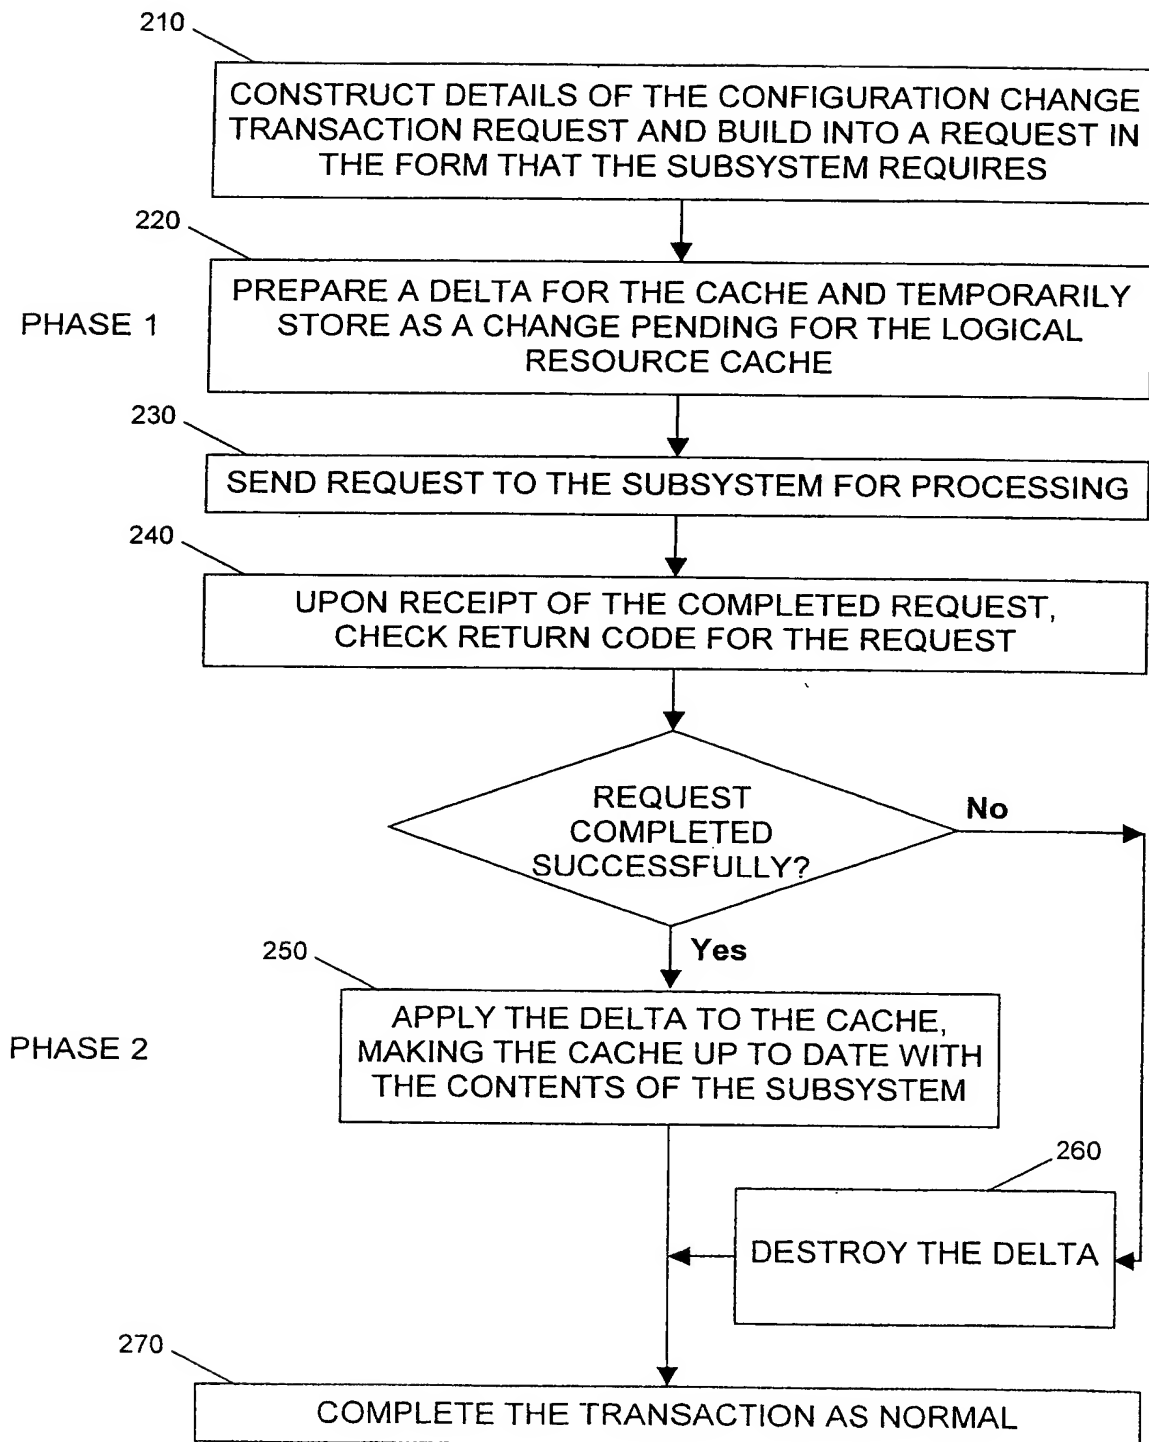 210
CONSTRUCT DETAILS OF THE CONFIGURATION CHANGE
TRANSACTION REQUEST AND BUILD INTO A REQUEST IN
THE FORM THAT THE SUBSYSTEM REQUIRES
220
PHASE 1
PREPARE A DELTA FOR THE CACHE AND TEMPORARILY
STORE AS A CHANGE PENDING FOR THE LOGICAL
RESOURCE CACHE
230
SEND REQUEST TO THE SUBSYSTEM FOR PROCESSING
240
UPON RECEIPT OF THE COMPLETED REQUEST,
CHECK RETURN CODE FOR THE REQUEST
REQUEST
COMPLETED
SUCCESSFULLY?
No
Yes
250
PHASE 2
APPLY THE DELTA TO THE CACHE,
MAKING THE CACHE UP TO DATE WITH
THE CONTENTS OF THE SUBSYSTEM
260
DESTROY THE DELTA
270
COMPLETE THE TRANSACTION AS NORMAL